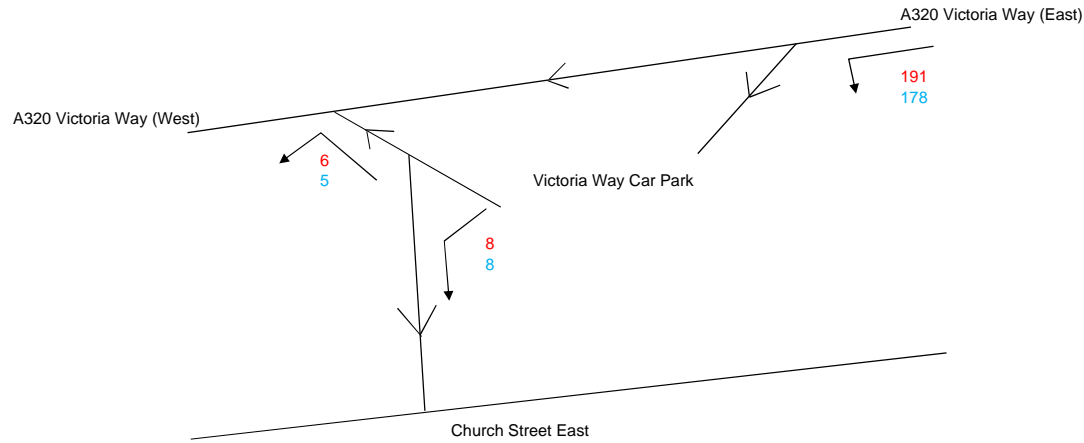 A320 Victoria Way (East)
191
178
A320 Victoria Way (West)
6
5
Victoria Way Car Park
8
8
Church Street East